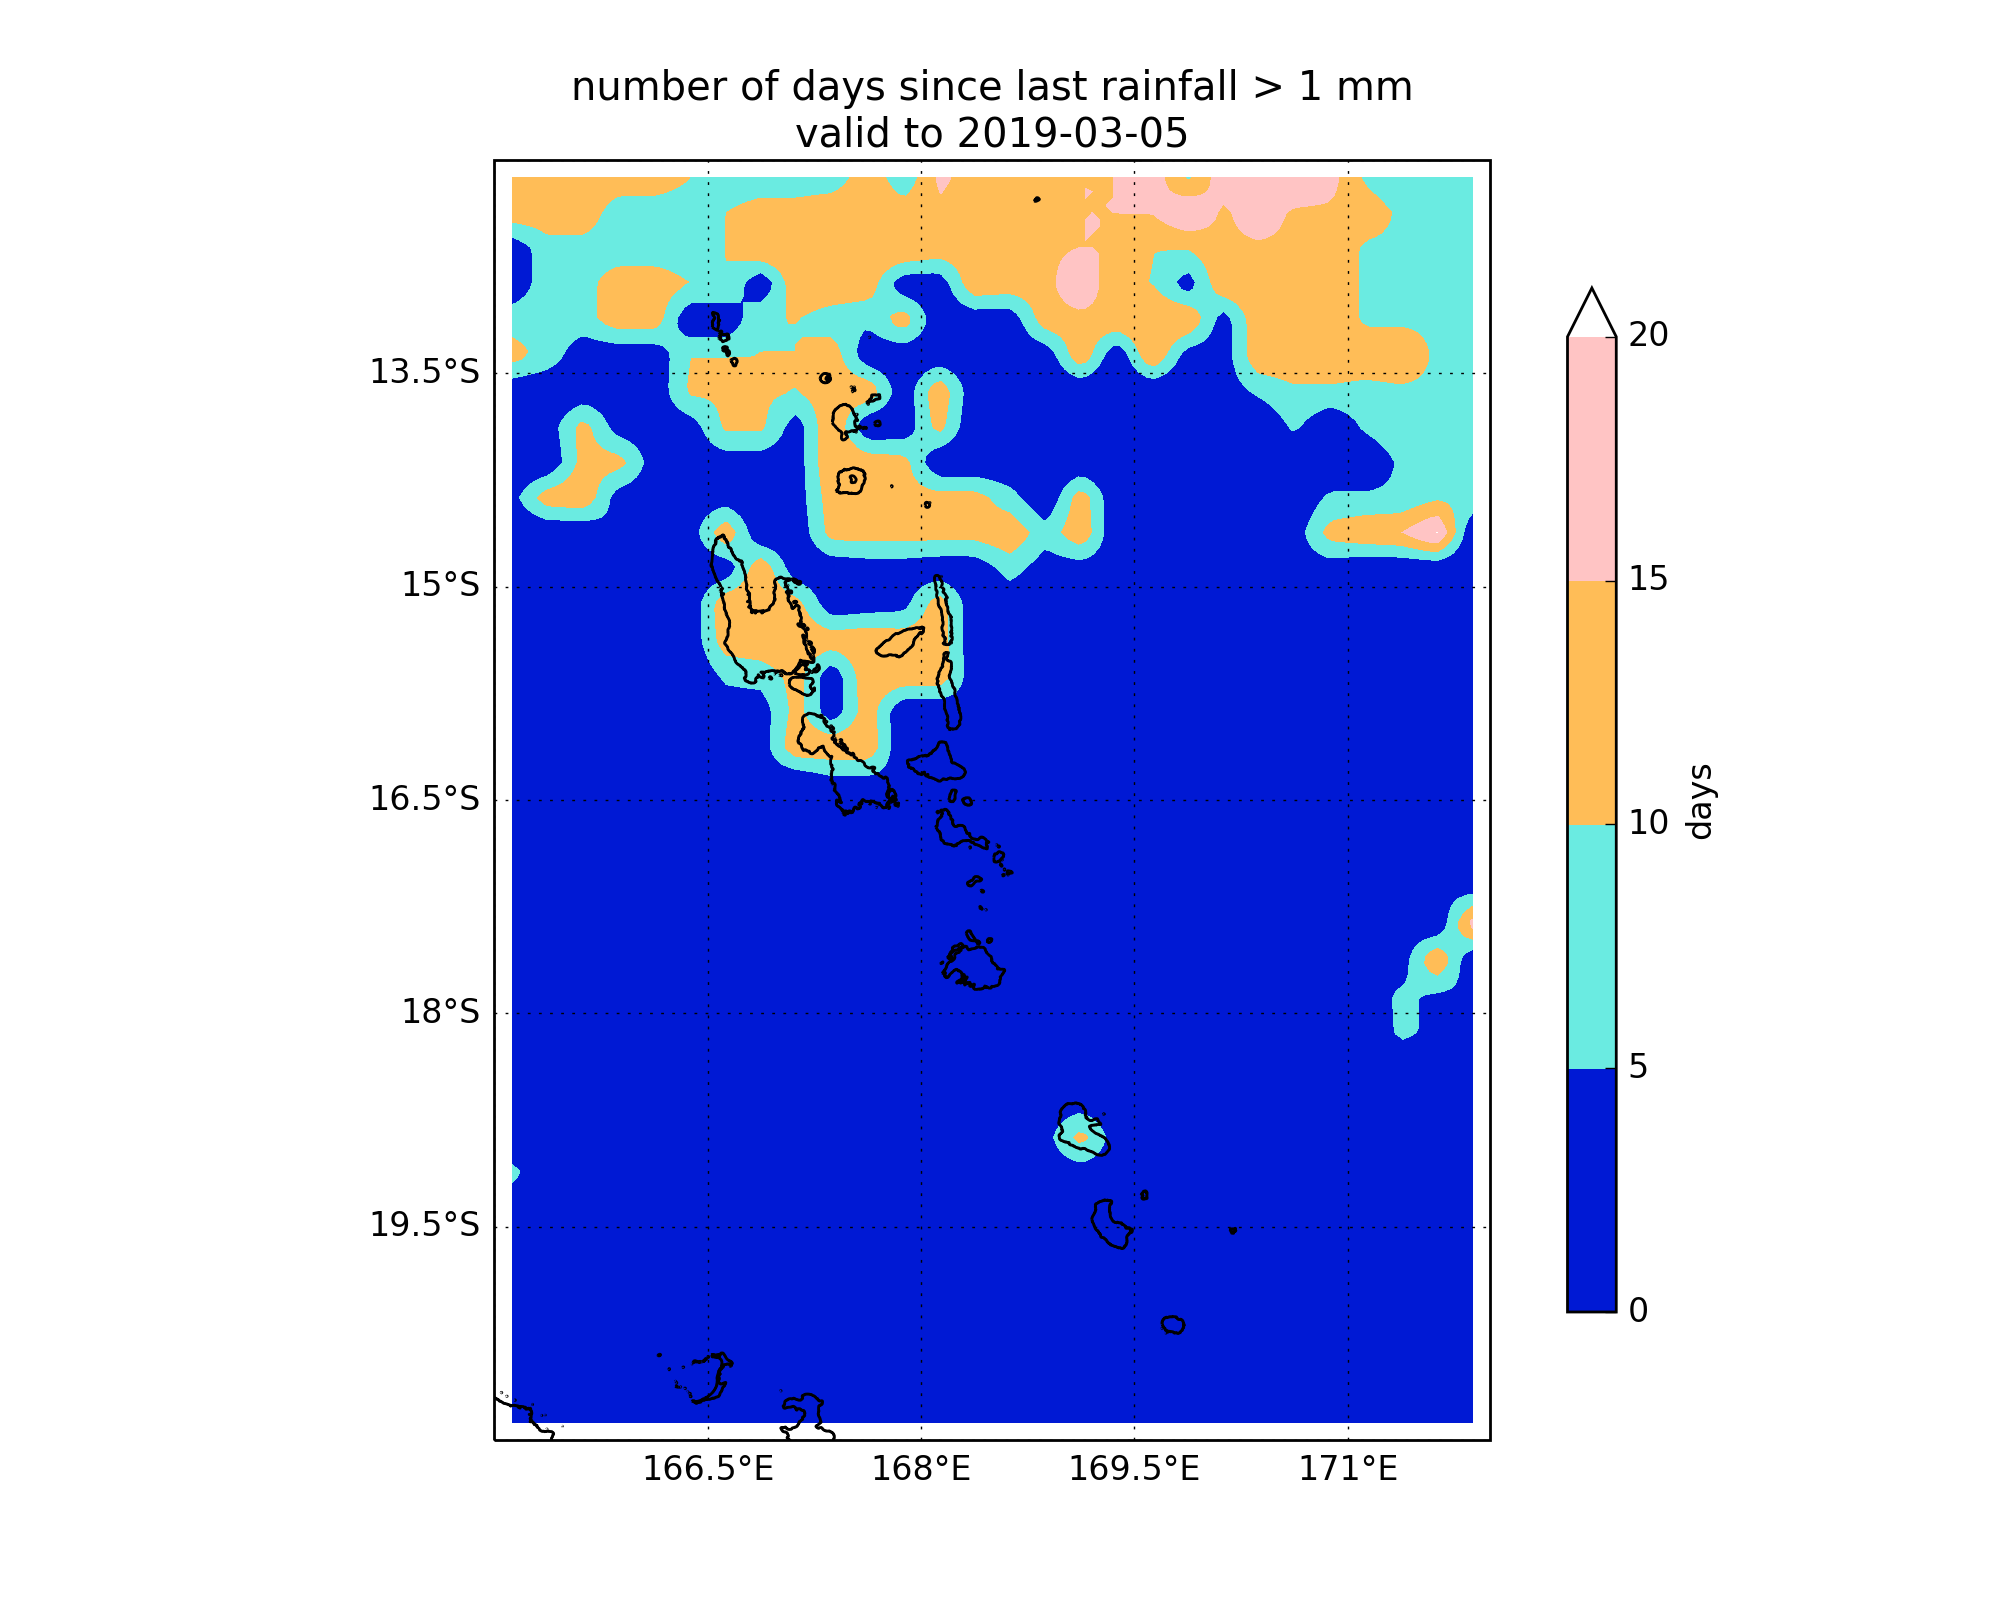 number of days since last rainfall > 1 mm
valid to 2019-03-05
13.5°S
15°S
16.5°S
18°S
19.5°S
166.5°E
168°E
169.5°E
171°E
20
15
10
5
0
days